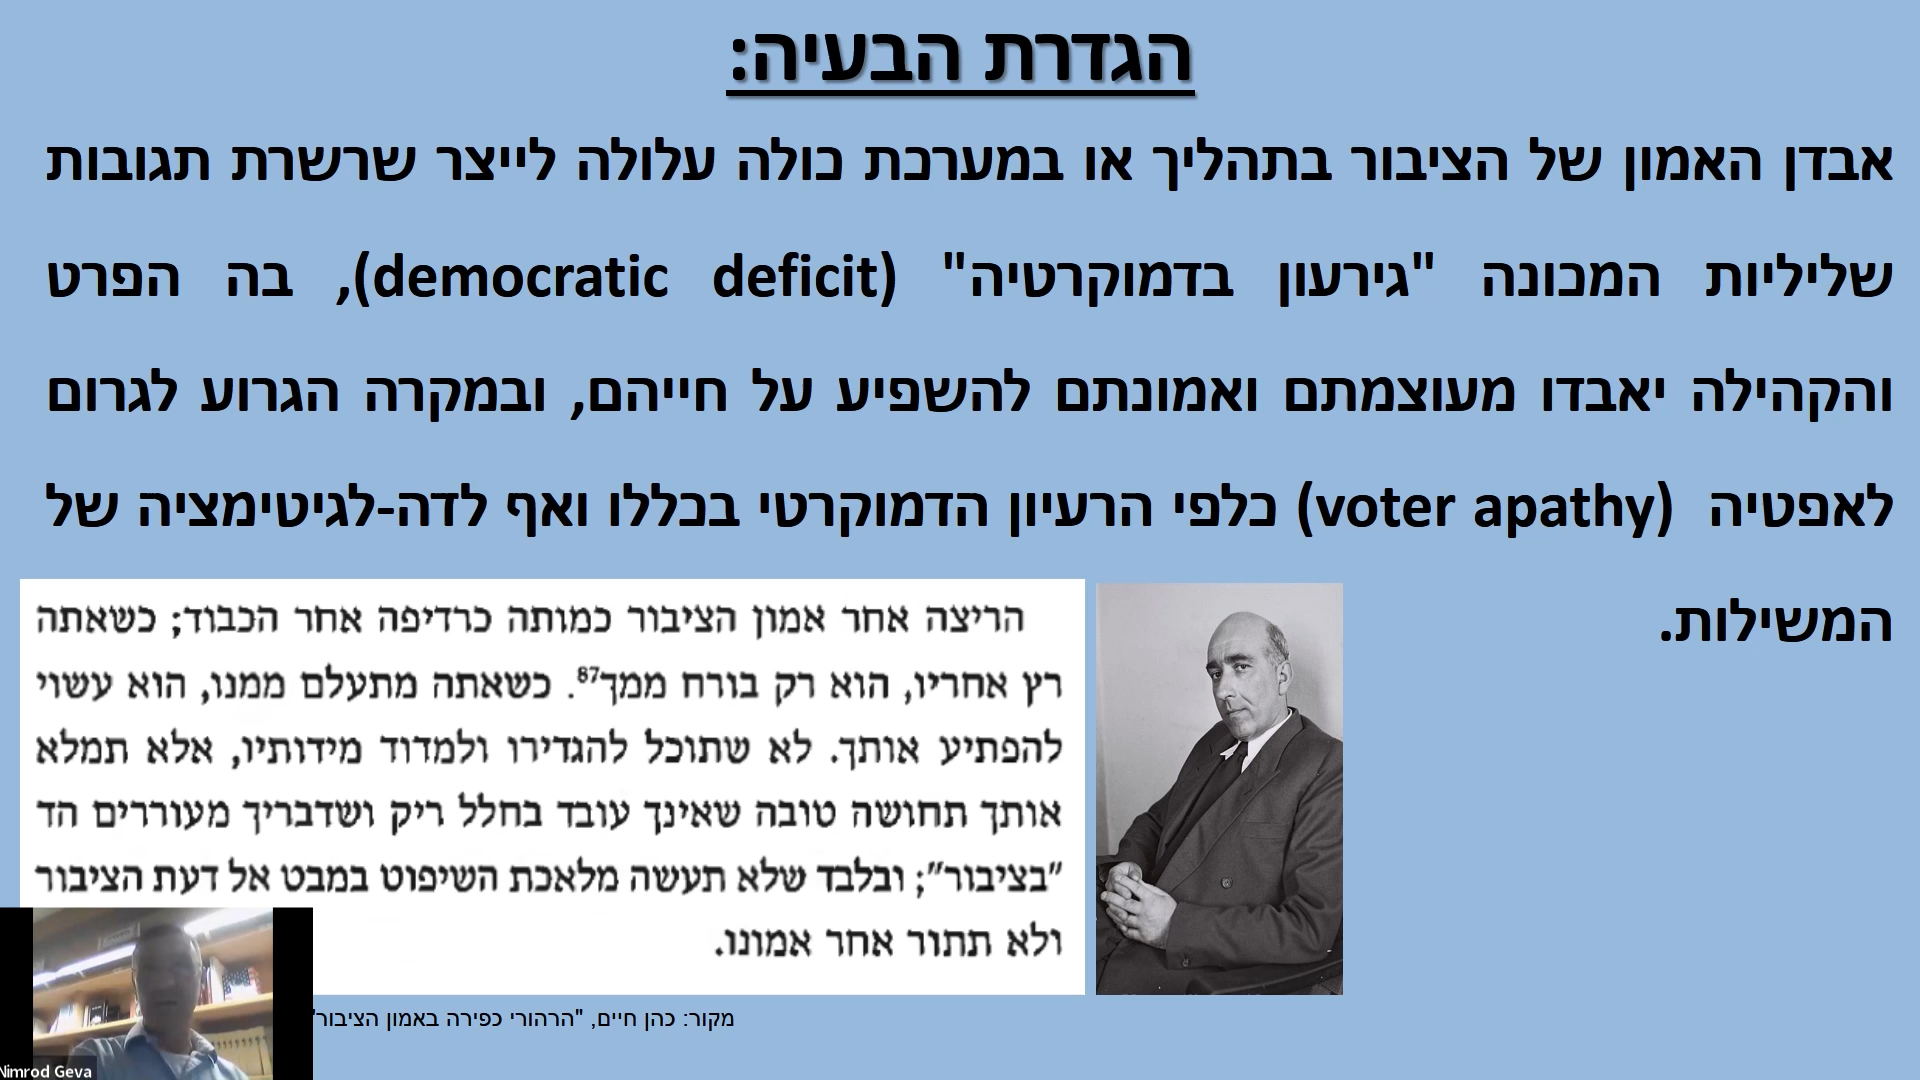 הגדרת הבעיה:
אבדן האמון של הציבור בתהליך או במערכת כולה עלולה לייצר שרשרת תגובות
שליליות המכונה "גירעון בדמוקרטיה" (democratic deficit), בה הפרט
והקהילה יאבדו מעוצמתם ואמונתם להשפיע על חייהם, ובמקרה הגרוע לגרום
לאפטיה (voter apathy) כלפי הרעיון הדמוקרטי בכללו ואף לדה-לגיטימציה של
המשילות.
הריצה אחר אמון הציבור כמותה כרדיפה אחר הכבוד; כשאתה
רץ אחריו, הוא רק בורח ממך87. כשאתה מתעלם ממנו, הוא עשוי
להפתיע אותך. לא שתוכל להגדירו ולמדוד מידותיו, אלא תמלא
אותך תחושה טובה שאינך עובד בחלל ריק ושדבריך מעוררים הד
"בציבור"; ובלבד שלא תעשה מלאכת השיפוט במבט אל דעת הציבור
ולא תתור אחר אמונו.
מקור: כהן חיים, "הרהורי כפירה באמון הציבור"
Nimrod Geva